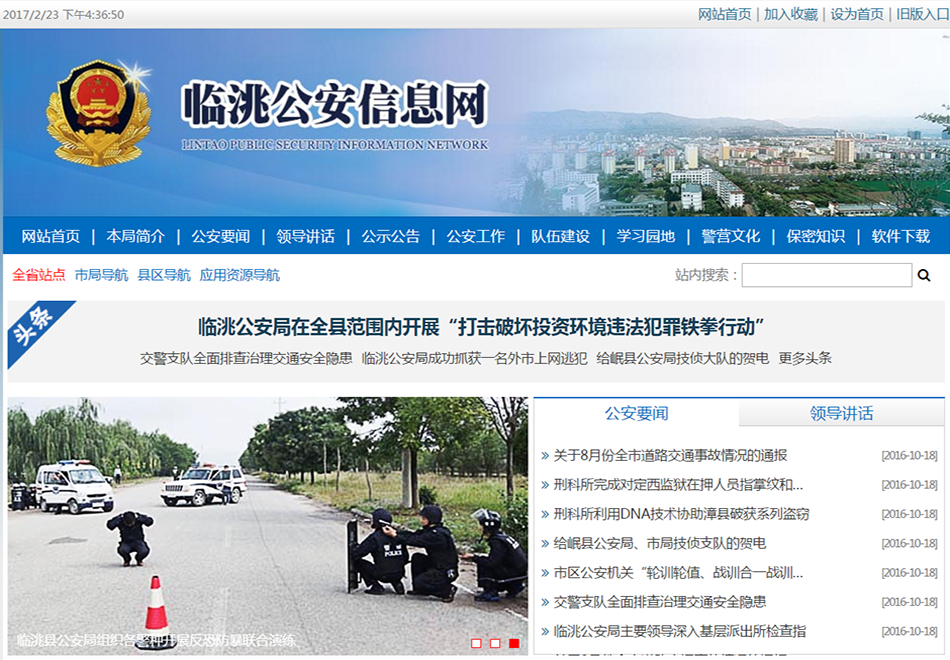 2017/2/23 下午4:36:50
网站首页 | 加入收藏 | 设为首页 | 旧版入口
临洮公安信息网
LINTAO PUBLIC SECURITY INFORMATION NETWORK
网站首页 | 本局简介 | 公安要闻 | 领导讲话 | 公示公告 | 公安工作 | 队伍建设 | 学习园地 | 警营文化 | 保密知识 | 软件下载
全省站点 市局导航 县区导航 应用资源导航
站内搜索：
头条
临洮公安局在全县范围内开展“打击破坏投资环境违法犯罪铁拳行动”
交警支队全面排查治理交通安全隐患 临洮公安局成功抓获一名外市上网逃犯 给岷县公安局技侦大队的贺电 更多头条
POLICE
临洮县公安局组织各警种开展反恐防暴联合演练
公安要闻 领导讲话
» 关于8月份全市道路交通事故情况的通报 [2016-10-18]
» 刑科所完成对定西监狱在押人员指掌纹和... [2016-10-18]
» 刑科所利用DNA技术协助漳县破获系列盗窃 [2016-10-18]
» 给岷县公安局、市局技侦支队的贺电 [2016-10-18]
» 市区公安机关“轮训轮值、战训合一战训... [2016-10-18]
» 交警支队全面排查治理交通安全隐患 [2016-10-18]
» 临洮公安局主要领导深入基层派出所检查指 [2016-10-18]